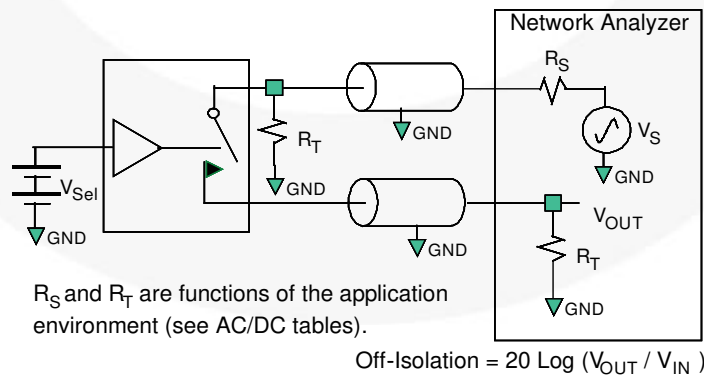 Network Analyzer
RS
VS
GND
GND
RT
GND
VSel
GND
VOUT
RT
GND
GND
RS and RT are functions of the application
environment (see AC/DC tables).
Off-Isolation = 20 Log (VOUT / VIN )